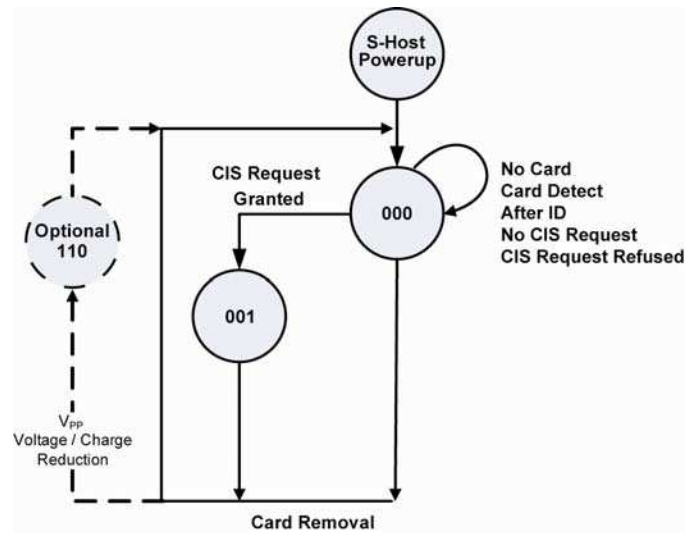 S-Host
Powerup
CIS Request
Granted
000
No Card
Card Detect
After ID
No CIS Request
CIS Request Refused
Optional
110
001
VPP
Voltage / Charge
Reduction
Card Removal